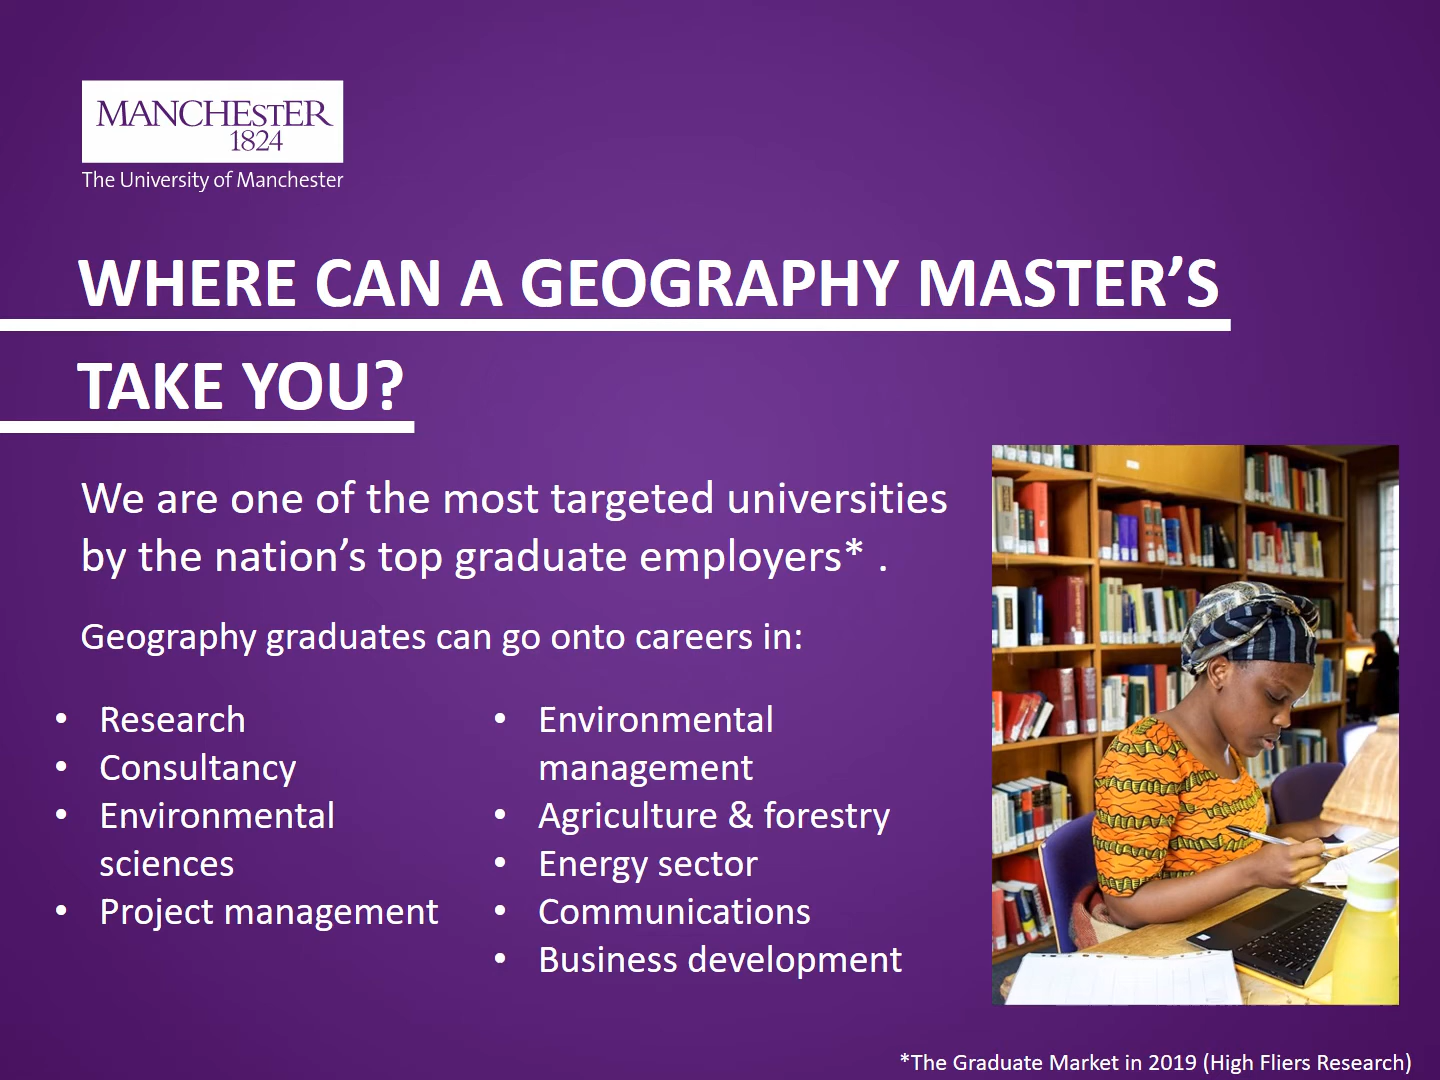 MANCHESTER
1824
The University of Manchester
WHERE CAN A GEOGRAPHY MASTER’S
TAKE YOU?
We are one of the most targeted universities
by the nation’s top graduate employers* .
Geography graduates can go onto careers in:
• Research
• Consultancy
• Environmental
sciences
• Project management
• Environmental
management
• Agriculture & forestry
• Energy sector
• Communications
• Business development
*The Graduate Market in 2019 (High Fliers Research)